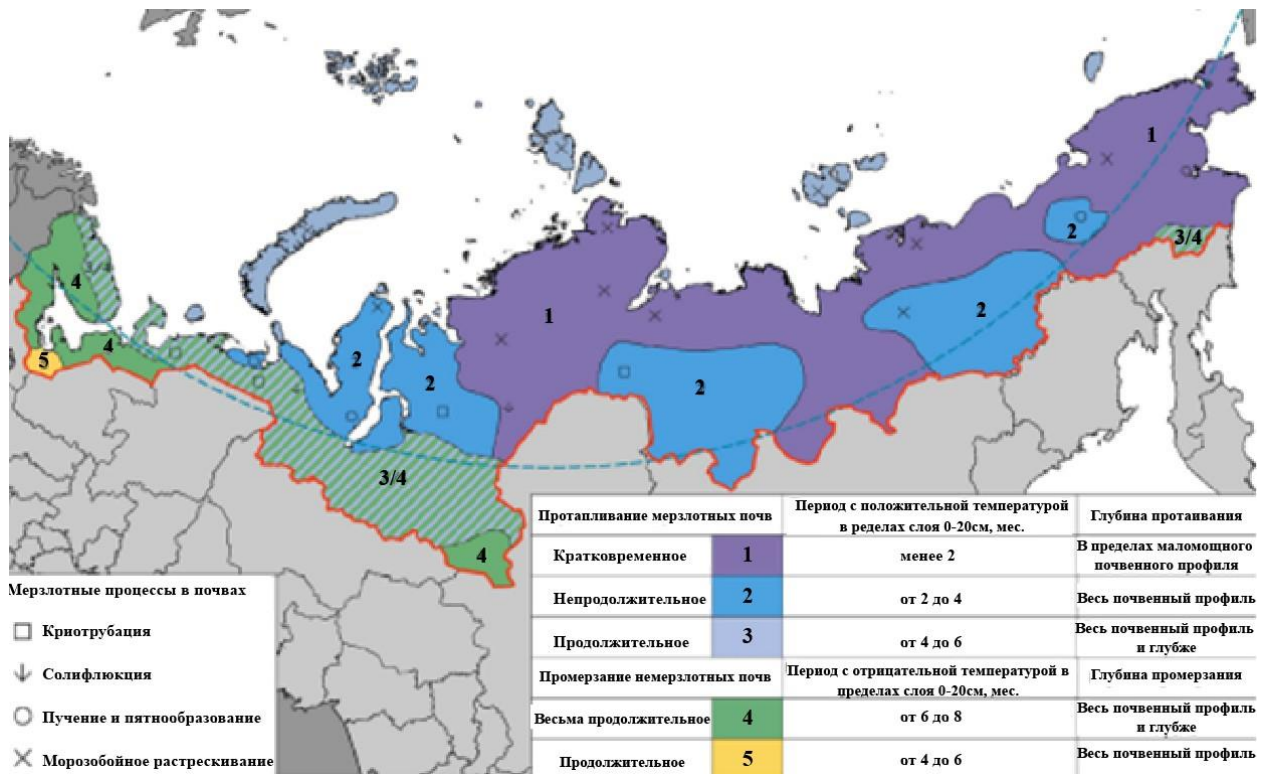 1
2
3/4
4
2
2
1
2
2
3/4
4
5
3/4
4
Мерзлотные процессы в почвах
Криотрубация
Солифлюкция
Пучение и пятнообразование
Морозобойное растрескивание
Протапливание мерзлотных почв
Период с положительной температурой
в ределах слоя 0-20см, мес.
Глубина протаивания
Кратковременное
1
менее 2
В пределах маломощного
почвенного профиля
Непродолжительное
2
от 2 до 4
Весь почвенный профиль
Продолжительное
3
от 4 до 6
Весь почвенный профиль
и глубже
Промерзание немерзлотных почв
Период с отрицательной температурой в
пределах слоя 0-20см, мес.
Глубина промерзания
Весьма продолжительное
4
от 6 до 8
Весь почвенный профиль
и глубже
Продолжительное
5
от 4 до 6
Весь почвенный профиль